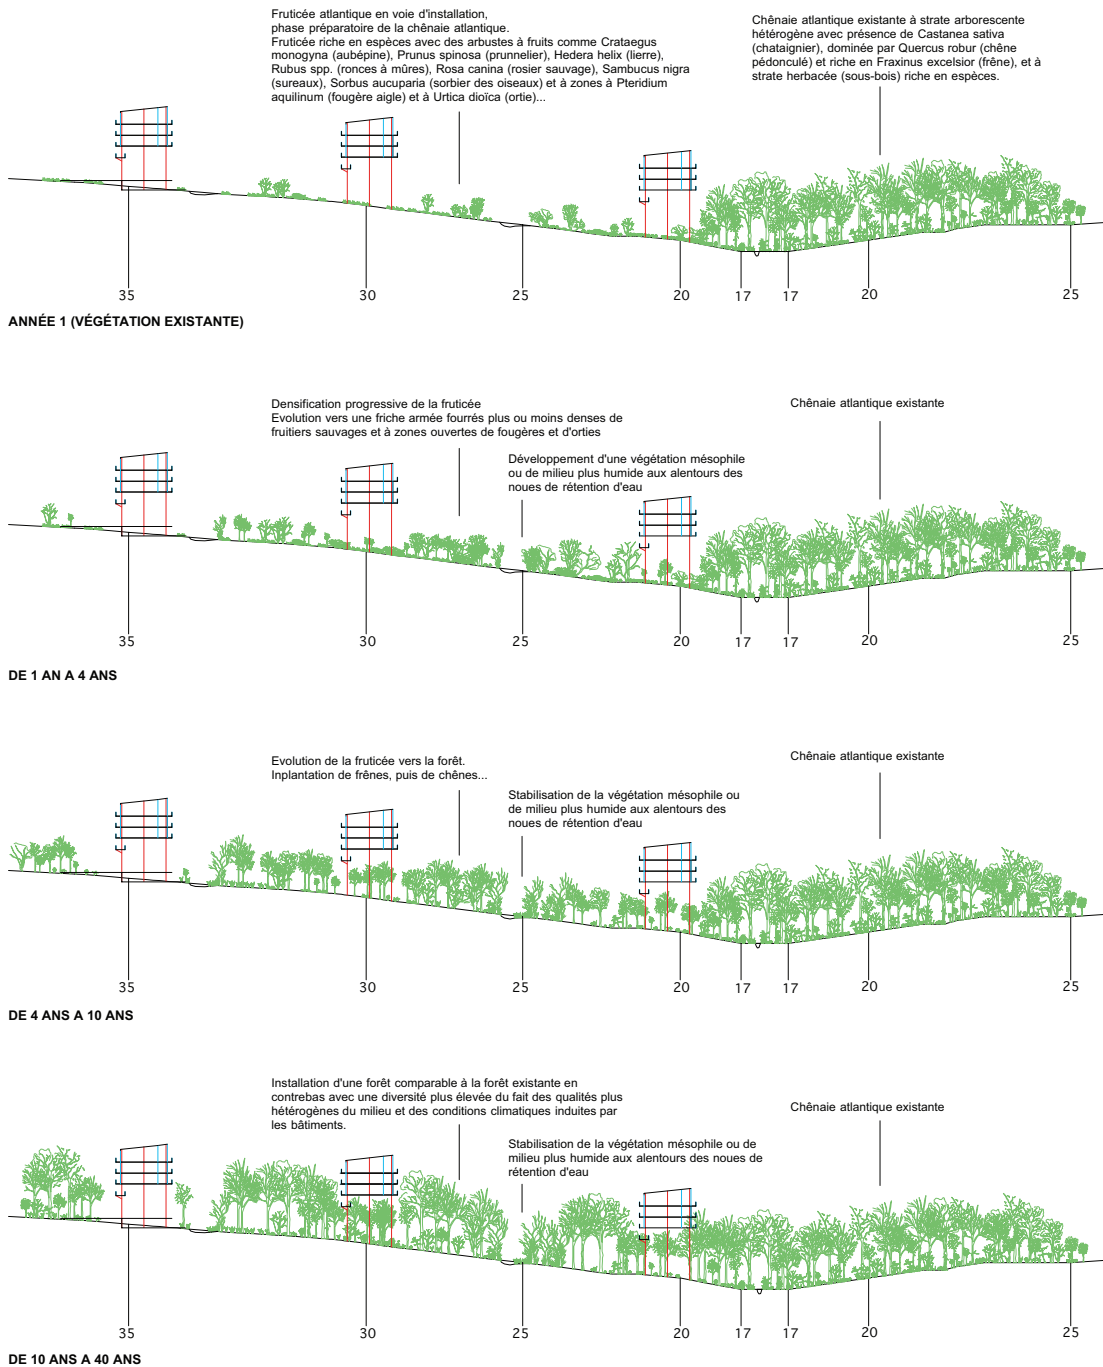 Fruticée atlantique en voie d'installation,
phase préparatoire de la chênaie atlantique.
Fruticée riche en espèces avec des arbustes à fruits comme Crataegus
monogyna (aubépine), Prunus spinosa (prunnelier), Hedera helix (lierre),
Rubus spp. (ronces à mûres), Rosa canina (rosier sauvage), Sambucus nigra
(sureaux), Sorbus aucuparia (sorbier des oiseaux) et à zones à Pteridium
aquilinum (fougère aigle) et à Urtica dioïca (ortie)...
Chênaie atlantique existante à strate arborescente
hétérogène avec présence de Castanea sativa
(chataignier), dominée par Quercus robur (chêne
pédonculé) et riche en Fraxinus excelsior (frêne), et à
strate herbacée (sous-bois) riche en espèces.
35 30 25 20 17 17 20 25
ANNÉE 1 (VÉGÉTATION EXISTANTE)
Densification progressive de la fruticée
Evolution vers une friche armée fourrés plus ou moins denses de
fruitiers sauvages et à zones ouvertes de fougères et d'orties
Développement d'une végétation mésophile
ou de milieu plus humide aux alentours des
noues de rétention d'eau
Chênaie atlantique existante
35 30 25 20 17 17 20 25
DE 1 AN A 4 ANS
Evolution de la fruticée vers la forêt.
Inplantation de frênes, puis de chênes...
Stabilisation de la végétation mésophile ou
de milieu plus humide aux alentours des
noues de rétention d'eau
Chênaie atlantique existante
35 30 25 20 17 17 20 25
DE 4 ANS A 10 ANS
Installation d'une forêt comparable à la forêt existante en
contrebas avec une diversité plus élevée du fait des qualités plus
hétérogènes du milieu et des conditions climatiques induites par
les bâtiments.
Stabilisation de la végétation mésophile ou de
milieu plus humide aux alentours des noues de
rétention d'eau
Chênaie atlantique existante
35 30 25 20 17 17 20 25
DE 10 ANS A 40 ANS